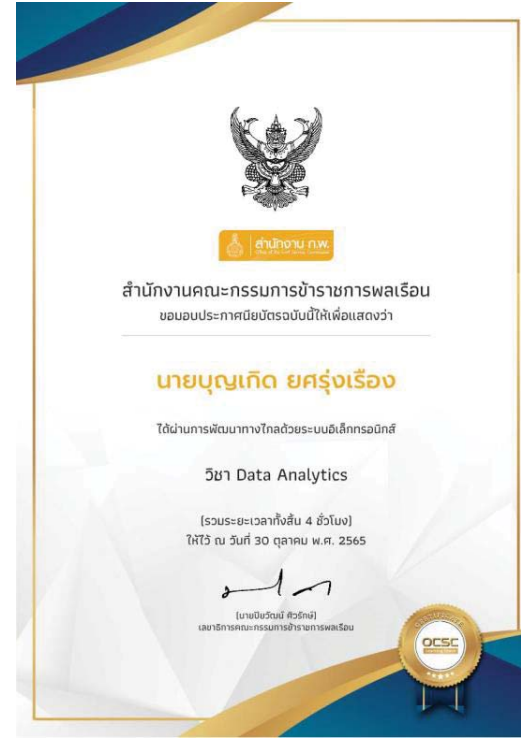 สำนักงาน ก.พ.
สำนักงานคณะกรรมการข้าราชการพลเรือน
ขอมอบประกาศนียบัตรฉบับนี้ให้เพื่อแสดงว่า
นายบุญเกิด ยศรุ่งเรือง
ได้ผ่านการพัฒนาทางไกลด้วยระบบอิเล็กทรอนิกส์
วิชา Data Analytics
(รวมระยะเวลาทั้งสิ้น 4 ชั่วโมง)
ให้ไว้ ณ วันที่ 30 ตุลาคม พ.ศ. 2565
(นายปิยวัฒน์ ศิวรักษ์)
เลขาธิการคณะกรรมการข้าราชการพลเรือน
OCSC